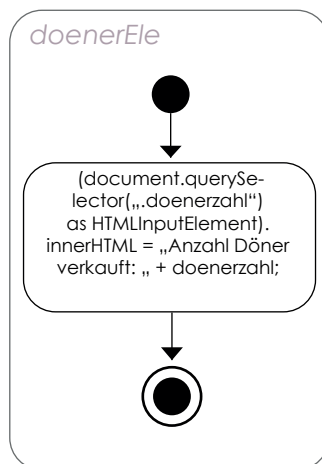 doenerEle
(document.querySe-
lector(„.doenerzahl“)
as HTMLInputElement).
innerHTML = „Anzahl Döner
verkauft: „ + doenerzahl;